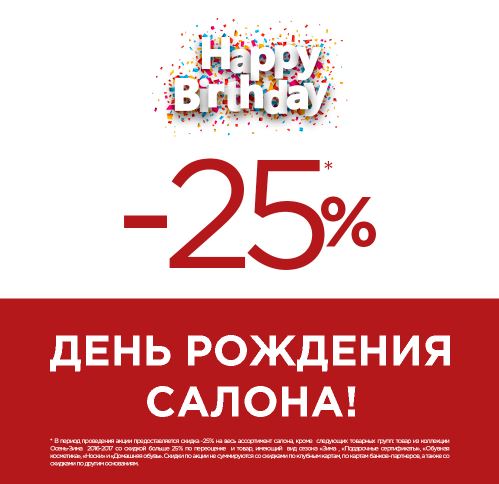 Happy
Birthday
-25%*
ДЕНЬ РОЖДЕНИЯ
САЛОНА!
* В период проведения акции предоставляется скидка -25% на весь ассортимент салона, кроме следующих товарных групп: товар из коллекции
Осень-Зима 2016-2017 со скидкой больше 25% по переоценке и товар, имеющий вид сезона «Зима», «Подарочные сертификаты», «Обувная
косметика», «Носки» и «Домашняя обувь». Скидки по акции не суммируются со скидками по клубным картам, по картам банков-партнеров, а также со
скидками по другим основаниям.